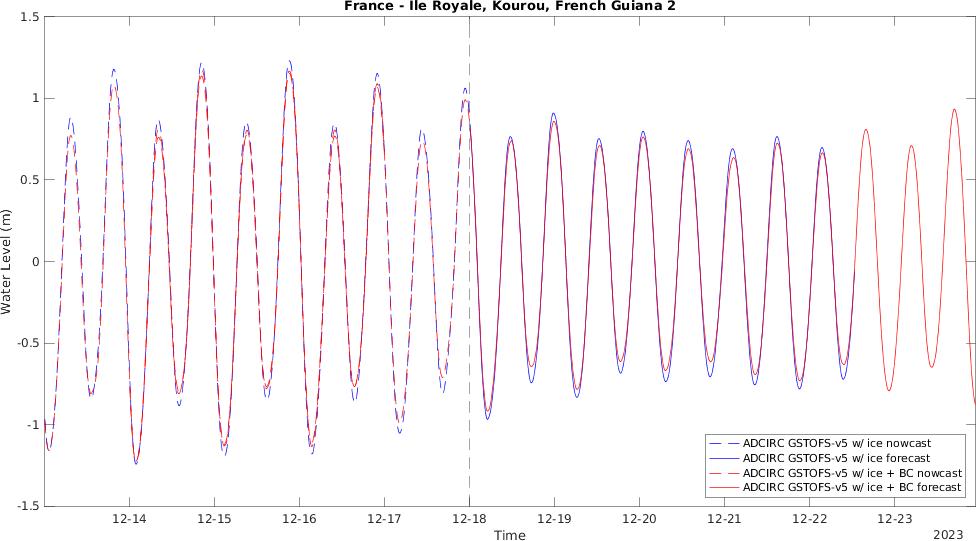 France - Ile Royale, Kourou, French Guiana 2
1.5
1
0.5
0
-0.5
-1
-1.5
Water Level (m)
ADCIRC GSTOFS-v5 w/ ice nowcast
ADCIRC GSTOFS-v5 w/ ice forecast
ADCIRC GSTOFS-v5 w/ ice + BC nowcast
ADCIRC GSTOFS-v5 w/ ice + BC forecast
12-14 12-15 12-16 12-17 12-18 12-19 12-20 12-21 12-22 12-23
Time
2023